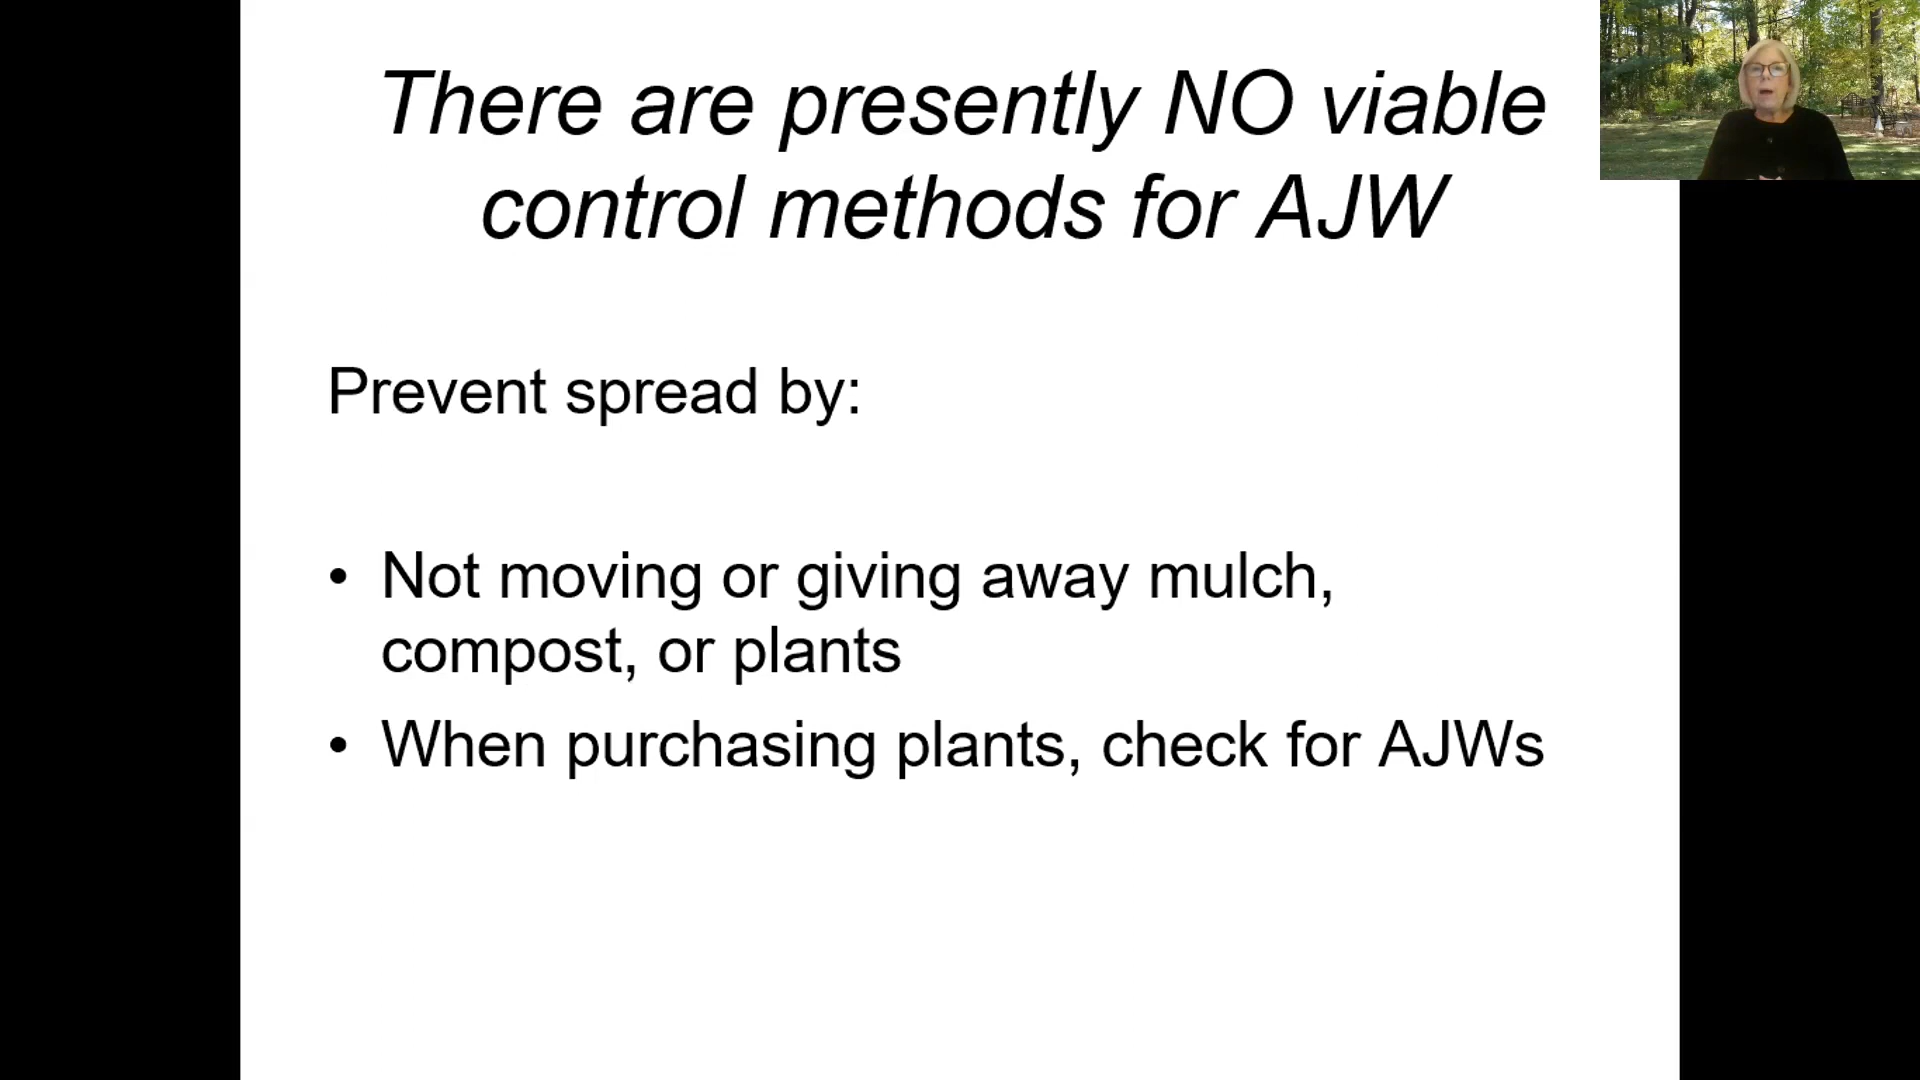 There are presently NO viable
control methods for AJW
Prevent spread by:
• Not moving or giving away mulch,
compost, or plants
• When purchasing plants, check for AJWs